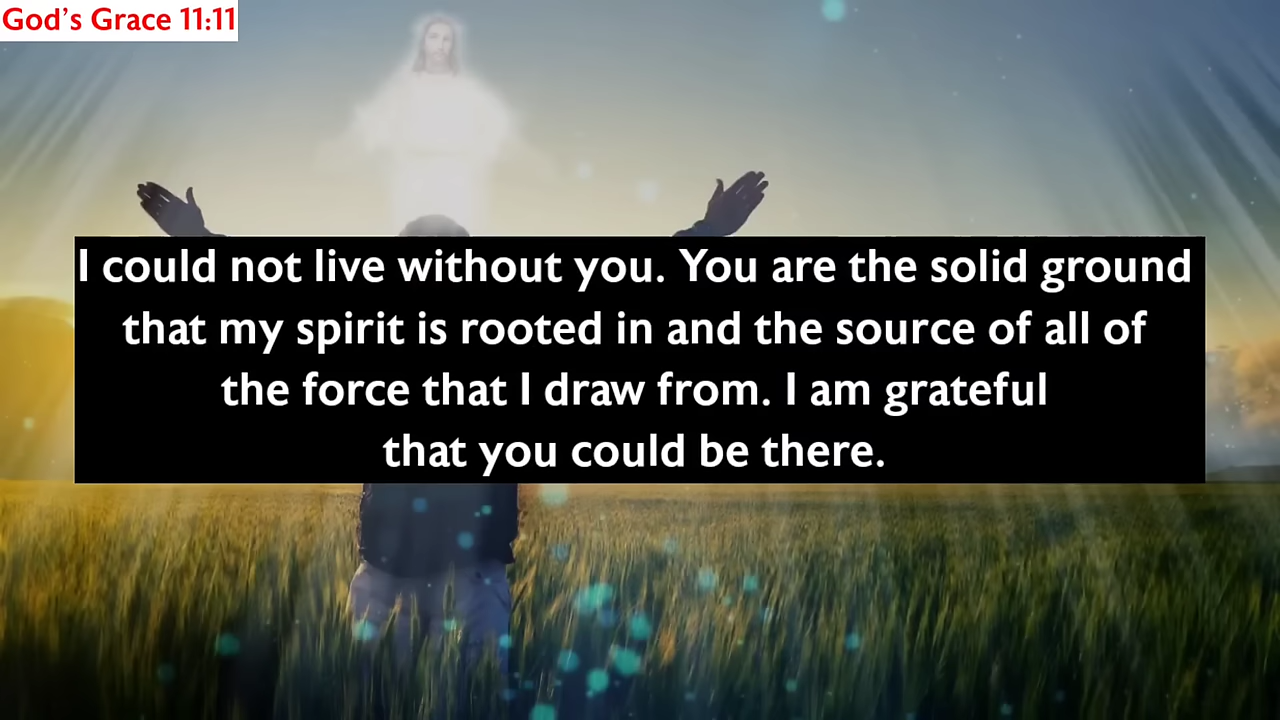 God's Grace 11:11
I could not live without you. You are the solid ground
that my spirit is rooted in and the source of all of
the force that I draw from. I am grateful
that you could be there.